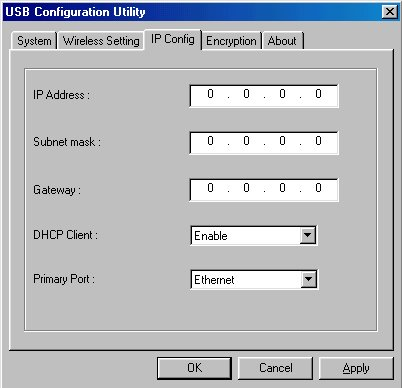 USB Configuration Utility
System Wireless Setting IP Config Encryption About
IP Address : 0 . 0 . 0 . 0
Subnet mask : 0 . 0 . 0 . 0
Gateway : 0 . 0 . 0 . 0
DHCP Client : Enable
Primary Port : Ethernet
OK Cancel Apply